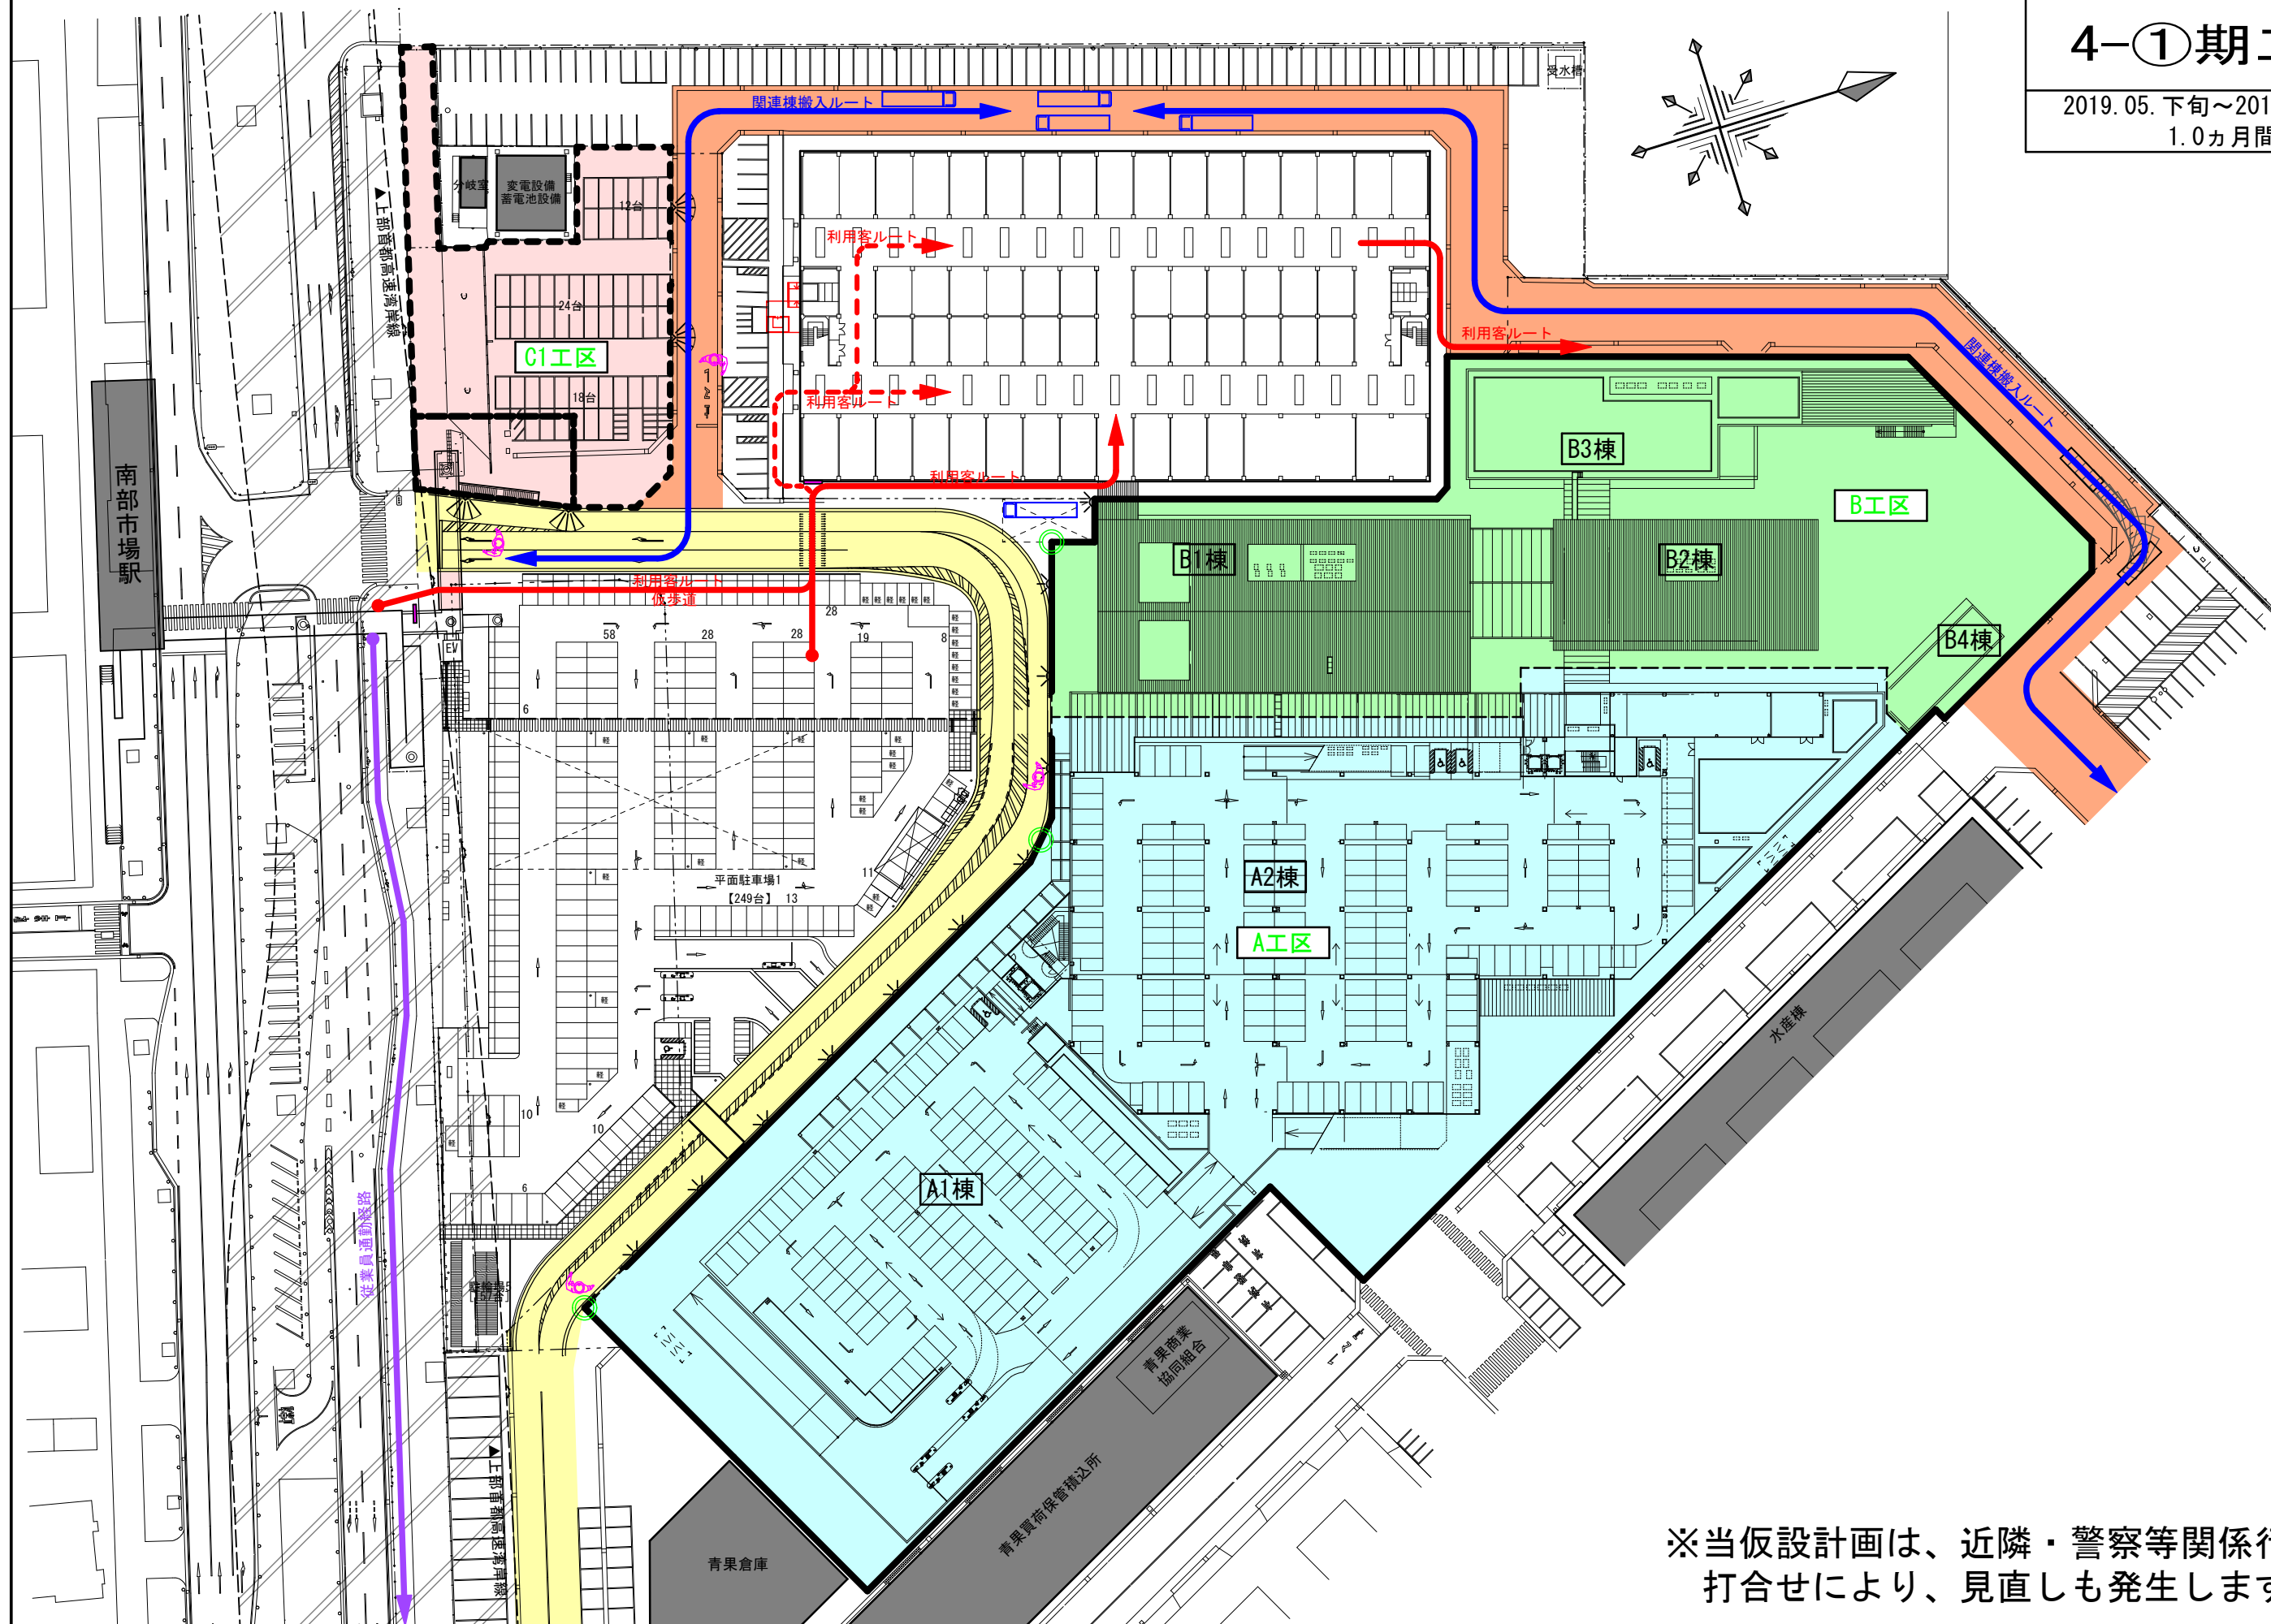 4-①期
2019.05.下旬～201
1.0ヵ月間
受水槽
関連棟搬入ルート
分岐室
変電設備
蓄電池設備
12台
▲上部首都高速湾岸線
利用客ルート
24台
C1工区
18台
利用客ルート
利用客ルート
関連棟搬入ルート
利用客ルート
B3棟
B工区
南部市場駅
B1棟
B2棟
利用客ルート
仮歩道
28
軽 軽 軽 軽 軽 軽
EV
58
28
28
19
8
B4棟
6
平面駐車場1
【249台】 13
11
A2棟
A工区
水産棟
10
10
A1棟
6
従業員通勤経路
青果商業
協同組合
▲上部首都高速湾岸線
青果買荷保管積込所
青果倉庫
※当仮設計画は、近隣・警察等関係行
打合せにより、見直しも発生します